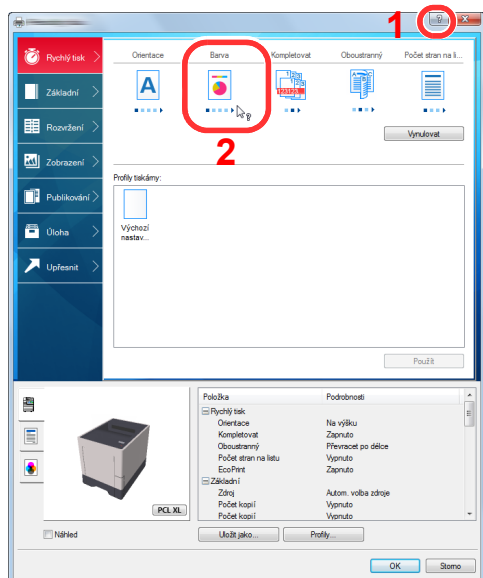 1
?
X
Rychlý tisk
Základní
Rozvržení
Zobrazení
Publikování
Úloha
Upřesnit
Orientace
Barva
Kompletovat
Oboustranný
Počet stran na li...
A
123123
?
2
Vynulovat
Profily tiskárny:
Výchozí
nastav...
Použít
Položka Podrobnosti
Rychlý tisk
Orientace Na výšku
Kompletovat Zapnuto
Oboustranný Převracet po délce
Počet stran na listu Vypnuto
EcoPrint Zapnuto
Základní
Zdroj Autom. volba zdroje
Počet kopií Vypnuto
Počet kopií Vypnuto
PCL XL
Náhled
Uložit jako...
Profily...
OK
Storno